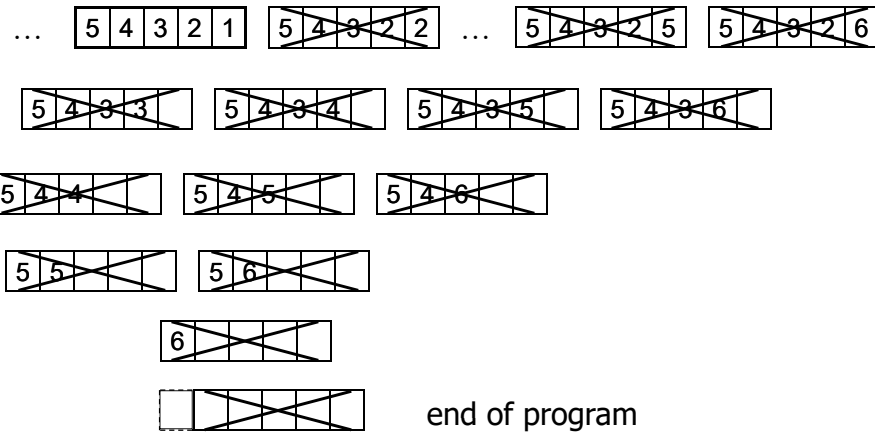 … 5 4 3 2 1 5 4 3 2 2 … 5 4 3 2 5 5 4 3 2 6
5 4 3 3 5 4 3 4 5 4 3 5 5 4 3 6
5 4 4 5 4 5 5 4 6
5 5 5 6
6
end of program